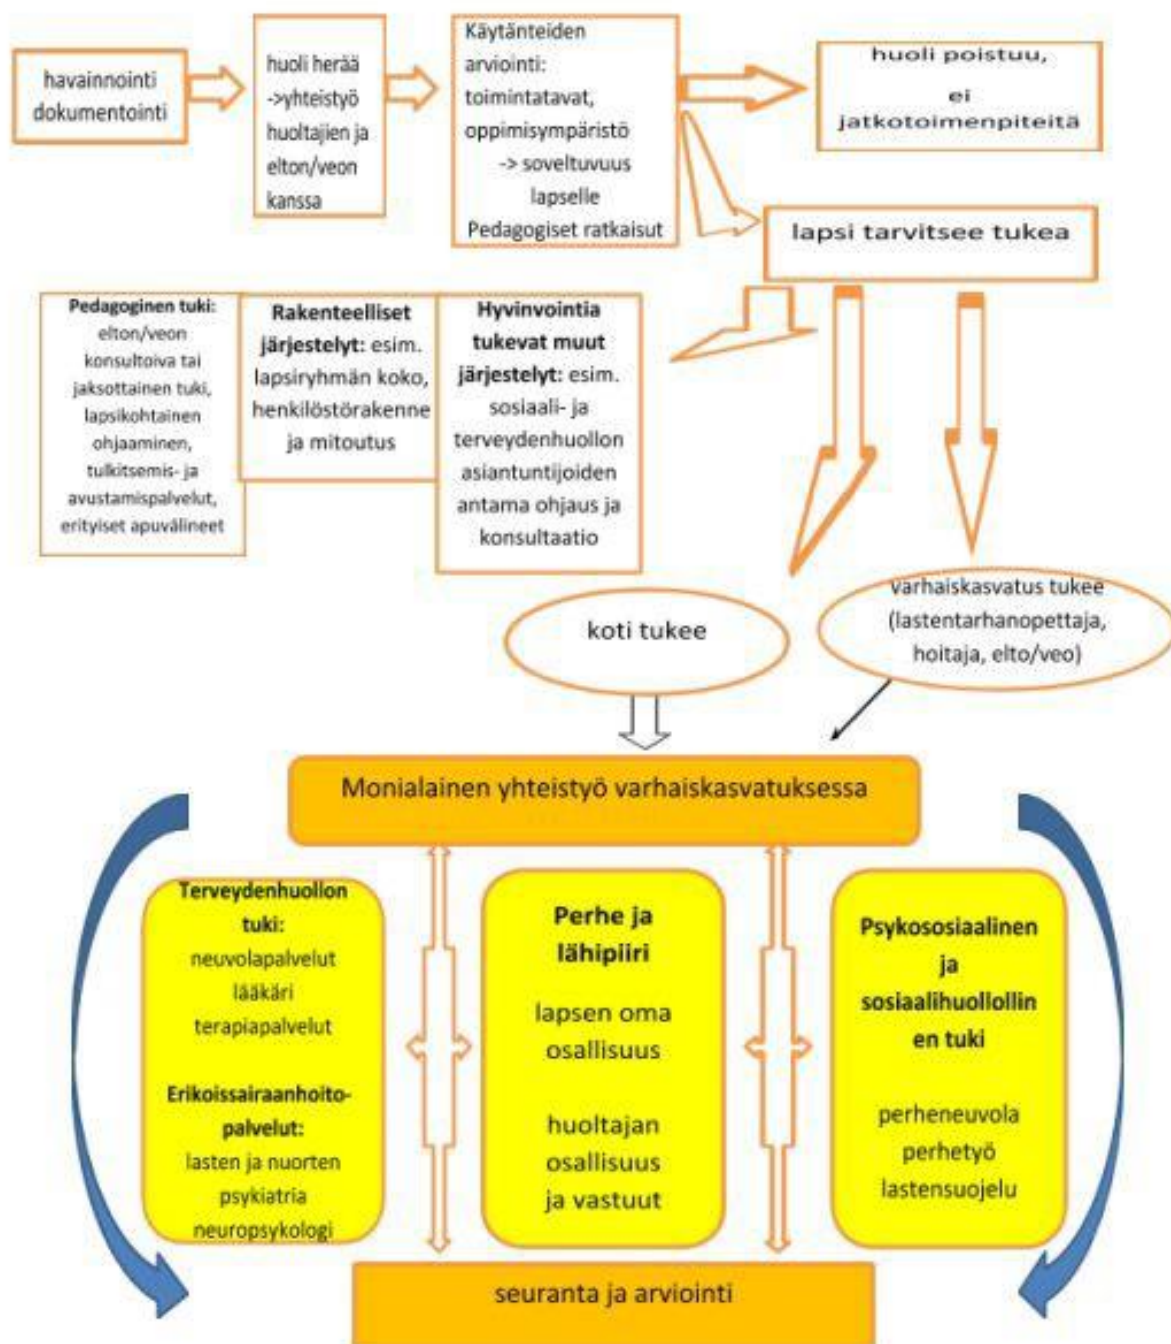 havainnointi
dokumentointi
huoli herää
->yhteistyö
huoltajien ja
elton/veon
kanssa
Käytänteiden
arviointi:
toimintatavat,
oppimisympäristö
-> soveltuvuus
lapselle
Pedagogiset ratkaisut
huoli poistuu,
ei
jatkotoimenpiteitä
lapsi tarvitsee tukea
Pedagoginen tuki:
elton/veon
konsultoiva tai
jaksottainen tuki,
lapsikohtainen
ohjaaminen,
tulkitsemis- ja
avustamispalvelut,
erityiset apuvälineet
Rakenteelliset
järjestelyt: esim.
lapsiryhmän koko,
henkilöstörakenne
ja mitoutus
Hyvinvointia
tukevat muut
järjestelyt: esim.
sosiaali- ja
terveydenhuollon
asiantuntijoiden
antama ohjaus ja
konsultaatio
koti tukee
varhaiskasvatus tukee
(lastentarhanopettaja,
hoitaja, elto/veo)
Monialainen yhteistyö varhaiskasvatuksessa
Terveydenhuollon
tuki:
neuvolapalvelut
lääkäri
terapiapalvelut
Erikoissairaanhoito-
palvelut:
lasten ja nuorten
psykiatria
neuropsykologi
Perhe ja
lähipiiri
lapsen oma
osallisuus
huoltajan
osallisuus
ja vastuut
Psykososiaalinen
ja
sosiaalihuollollin
en tuki
perheneuvola
perhetyö
lastensuojelu
seuranta ja arviointi